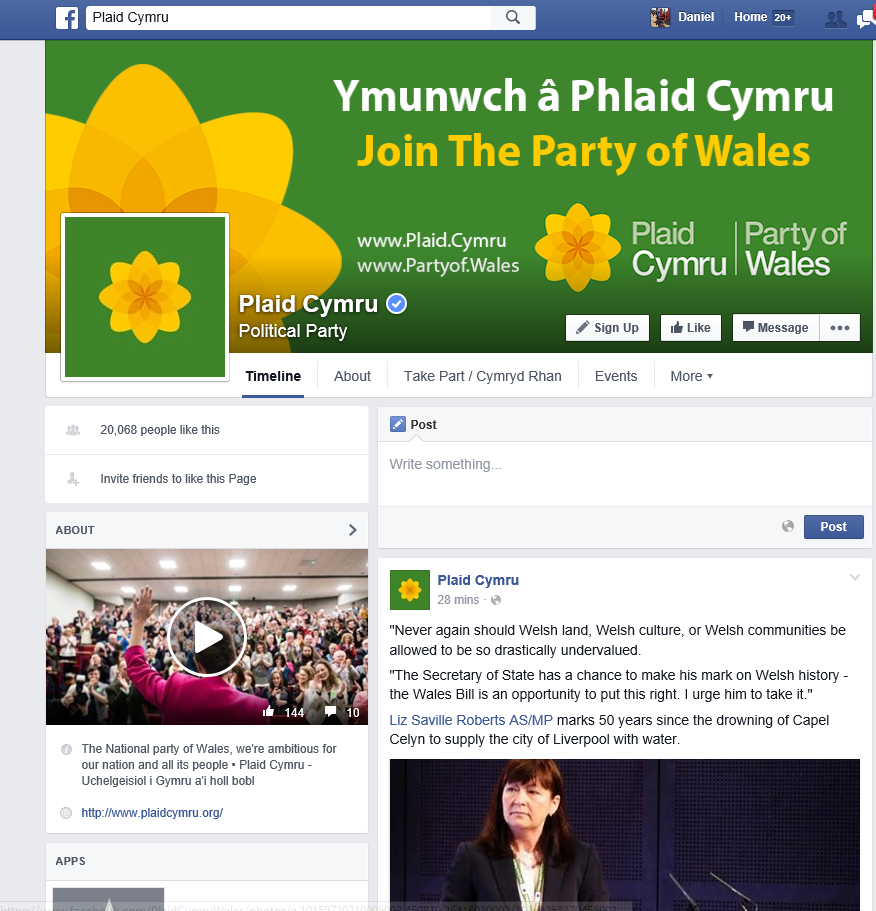 Plaid Cymru
Daniel
Home 20+
Ymunwch â Phlaid Cymru
Join The Party of Wales
www.Plaid.Cymru
www.Partyof.Wales
Plaid Cymru
Party of Wales
Plaid Cymru
Political Party
Sign Up
Like
Message
Timeline
About
Take Part / Cymryd Rhan
Events
More
20,068 people like this
Invite friends to like this Page
ABOUT
144
10
The National party of Wales, we're ambitious for
our nation and all its people • Plaid Cymru -
Uchelgeisiol i Gymru a'i holl bobl
http://www.plaidcymru.org/
APPS
Post
Write something...
Post
Plaid Cymru
28 mins ·
"Never again should Welsh land, Welsh culture, or Welsh communities be
allowed to be so drastically undervalued.
"The Secretary of State has a chance to make his mark on Welsh history -
the Wales Bill is an opportunity to put this right. I urge him to take it."
Liz Saville Roberts AS/MP marks 50 years since the drowning of Capel
Celyn to supply the city of Liverpool with water.